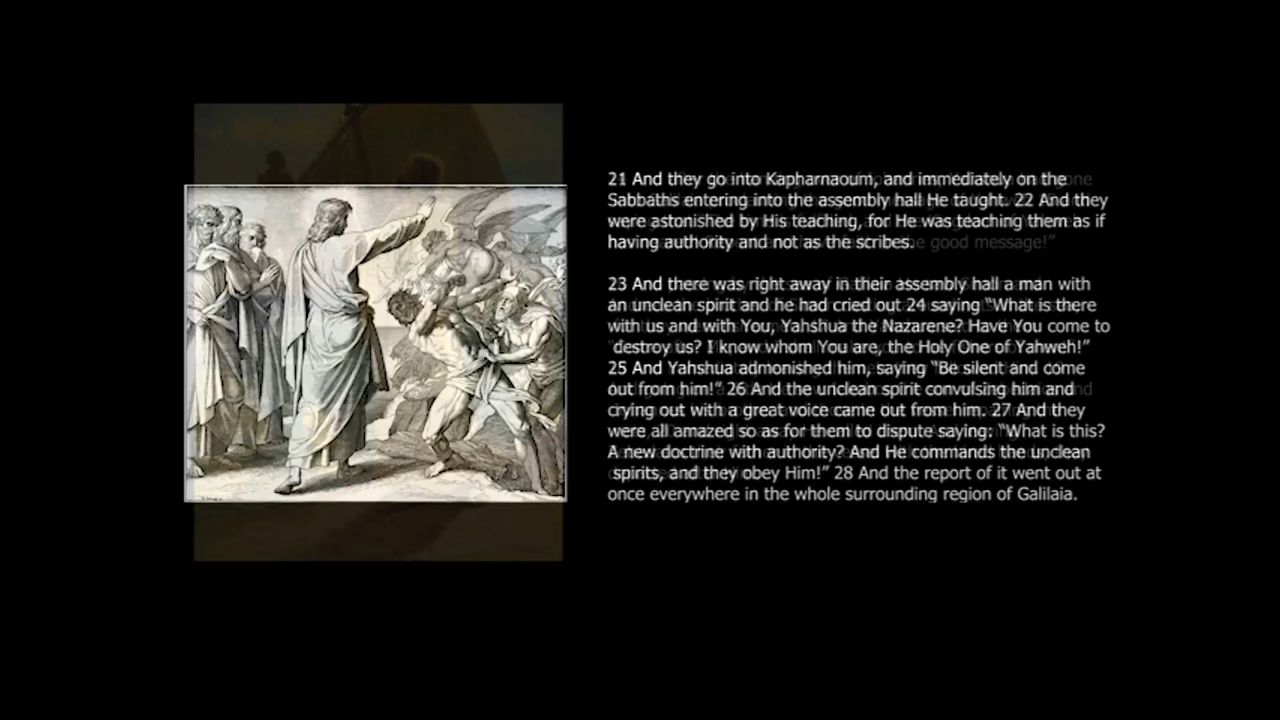 21 And they go into Kapharnaoum, and immediately on the
Sabbaths entering into the assembly hall He taught. 22 And they
were astonished by His teaching, for He was teaching them as if
having authority and not as the scribes.
good message!”
23 And there was right away in their assembly hall a man with
an unclean spirit and he had cried out 24 saying “What is there
with us and with You, Yahshua the Nazarene? Have You come to
destroy us? I know whom You are, the Holy One of Yahweh!”
25 And Yahshua admonished him, saying “Be silent and come
out from him!” 26 And the unclean spirit convulsing him and
crying out with a great voice came out from him. 27 And they
were all amazed so as for them to dispute saying: “What is this?
A new doctrine with authority? And He commands the unclean
spirits, and they obey Him!” 28 And the report of it went out at
once everywhere in the whole surrounding region of Galilaia.